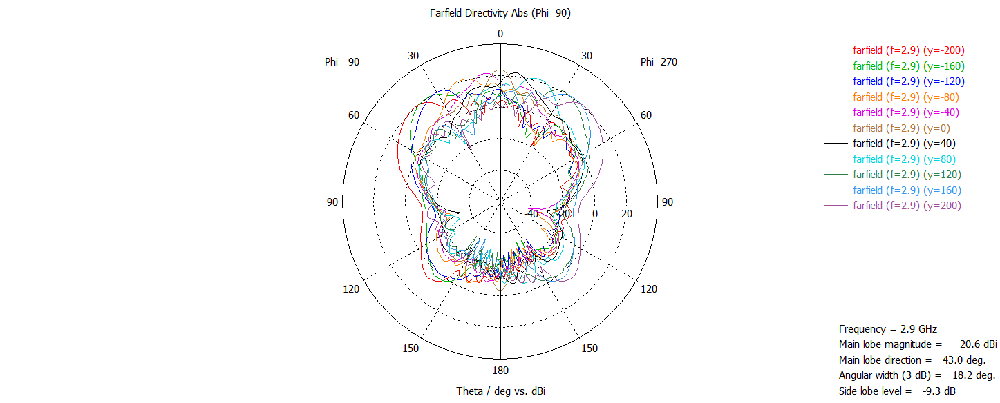 Farfield Directivity Abs (Phi=90)
0
30
30
Phi= 90
Phi=270
60
60
90
-40
-20
0
20
90
120
120
150
150
180
Theta / deg vs. dBi
farfield (f=2.9) (y=-200)
farfield (f=2.9) (y=-160)
farfield (f=2.9) (y=-120)
farfield (f=2.9) (y=-80)
farfield (f=2.9) (y=-40)
farfield (f=2.9) (y=0)
farfield (f=2.9) (y=40)
farfield (f=2.9) (y=80)
farfield (f=2.9) (y=120)
farfield (f=2.9) (y=160)
farfield (f=2.9) (y=200)
Frequency = 2.9 GHz
Main lobe magnitude = 20.6 dBi
Main lobe direction = 43.0 deg.
Angular width (3 dB) = 18.2 deg.
Side lobe level = -9.3 dB